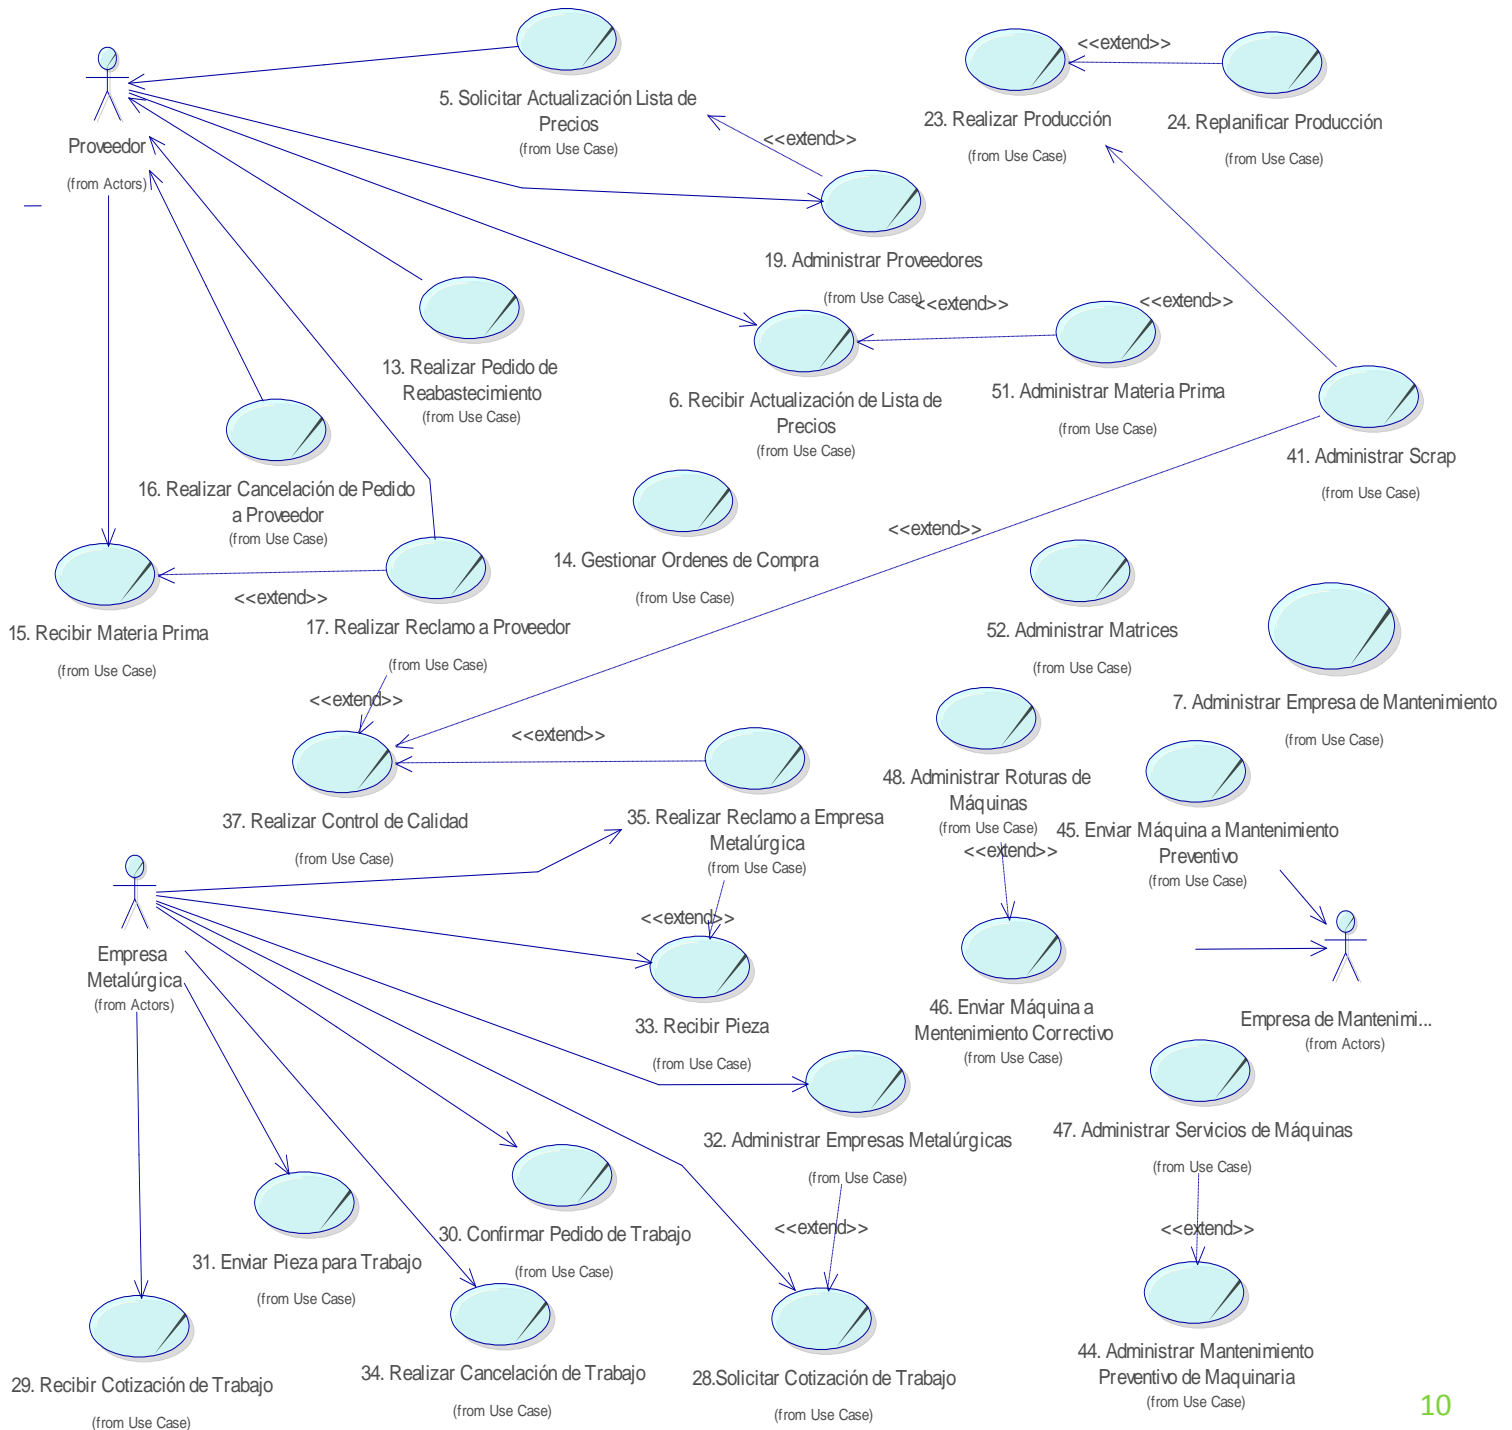 <<extend>>
5. Solicitar Actualización Lista de
Precios
(from Use Case)
23. Realizar Producción
(from Use Case)
24. Replanificar Producción
(from Use Case)
Proveedor
(from Actors)
<<extend>>
19. Administrar Proveedores
(from Use Case)
<<extend>>
<<extend>>
13. Realizar Pedido de
Reabastecimiento
(from Use Case)
6. Recibir Actualización de Lista de
Precios
(from Use Case)
51. Administrar Materia Prima
(from Use Case)
41. Administrar Scrap
(from Use Case)
16. Realizar Cancelación de Pedido
a Proveedor
(from Use Case)
<<extend>>
14. Gestionar Ordenes de Compra
(from Use Case)
<<extend>>
15. Recibir Materia Prima
(from Use Case)
17. Realizar Reclamo a Proveedor
(from Use Case)
52. Administrar Matrices
(from Use Case)
7. Administrar Empresa de Mantenimiento
(from Use Case)
<<extend>>
<<extend>>
37. Realizar Control de Calidad
(from Use Case)
35. Realizar Reclamo a Empresa
Metalúrgica
(from Use Case)
48. Administrar Roturas de
Máquinas
(from Use Case)
<<extend>>
45. Enviar Máquina a Mantenimiento
Preventivo
(from Use Case)
<<extend>>
Empresa
Metalúrgica
(from Actors)
33. Recibir Pieza
(from Use Case)
46. Enviar Máquina a
Mentenimiento Correctivo
(from Use Case)
Empresa de Mantenimi...
(from Actors)
32. Administrar Empresas Metalúrgicas
(from Use Case)
47. Administrar Servicios de Máquinas
(from Use Case)
<<extend>>
<<extend>>
30. Confirmar Pedido de Trabajo
(from Use Case)
31. Enviar Pieza para Trabajo
(from Use Case)
29. Recibir Cotización de Trabajo
(from Use Case)
34. Realizar Cancelación de Trabajo
(from Use Case)
28.Solicitar Cotización de Trabajo
(from Use Case)
44. Administrar Mantenimiento
Preventivo de Maquinaria
(from Use Case)
10